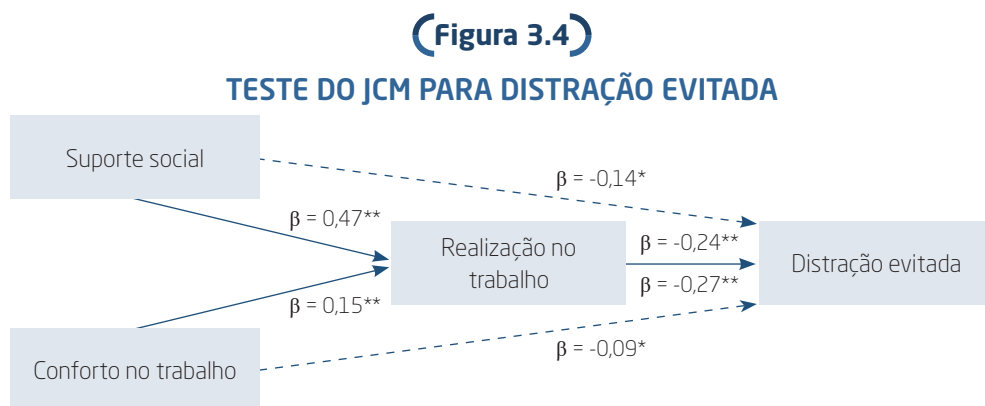 Figura 3.4
TESTE DO JCM PARA DISTRAÇÃO EVITADA
Suporte social
β = -0,14*
β = 0,47**
Realização no
trabalho
β = -0,24**
β = -0,27**
Distração evitada
β = 0,15**
Conforto no trabalho
β = -0,09*